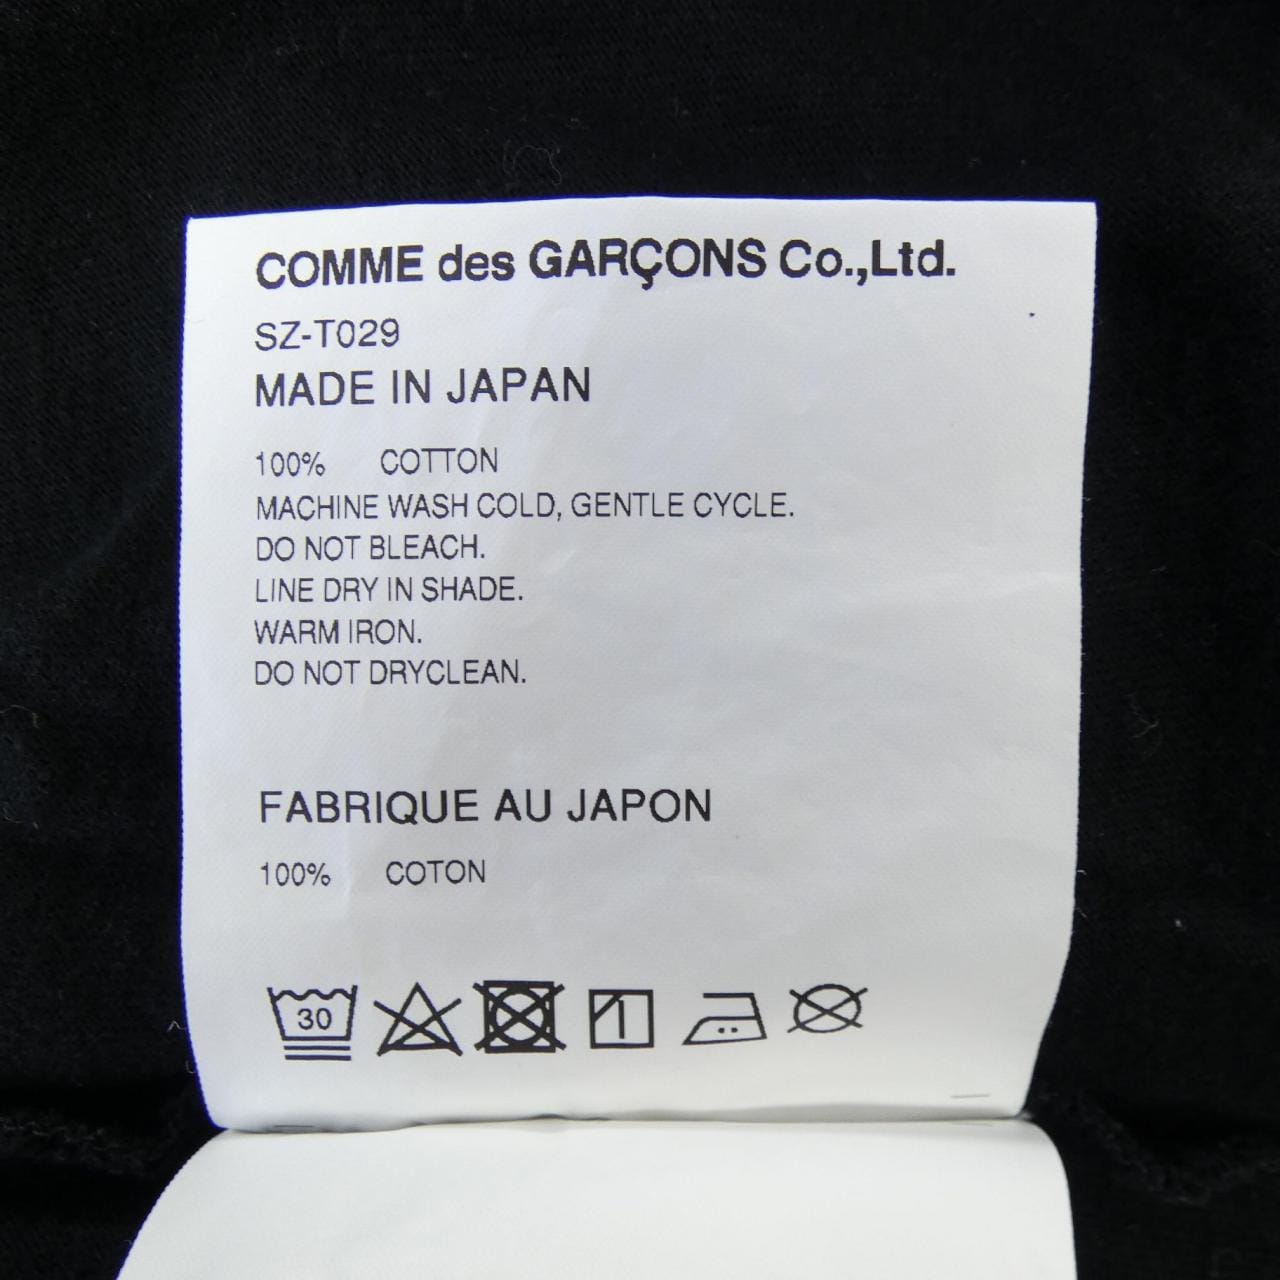 COMME des GARÇONS Co.,Ltd.
SZ-T029
MADE IN JAPAN
100% COTTON
MACHINE WASH COLD, GENTLE CYCLE.
DO NOT BLEACH.
LINE DRY IN SHADE.
WARM IRON.
DO NOT DRYCLEAN.
FABRIQUE AU JAPON
100% COTON
30